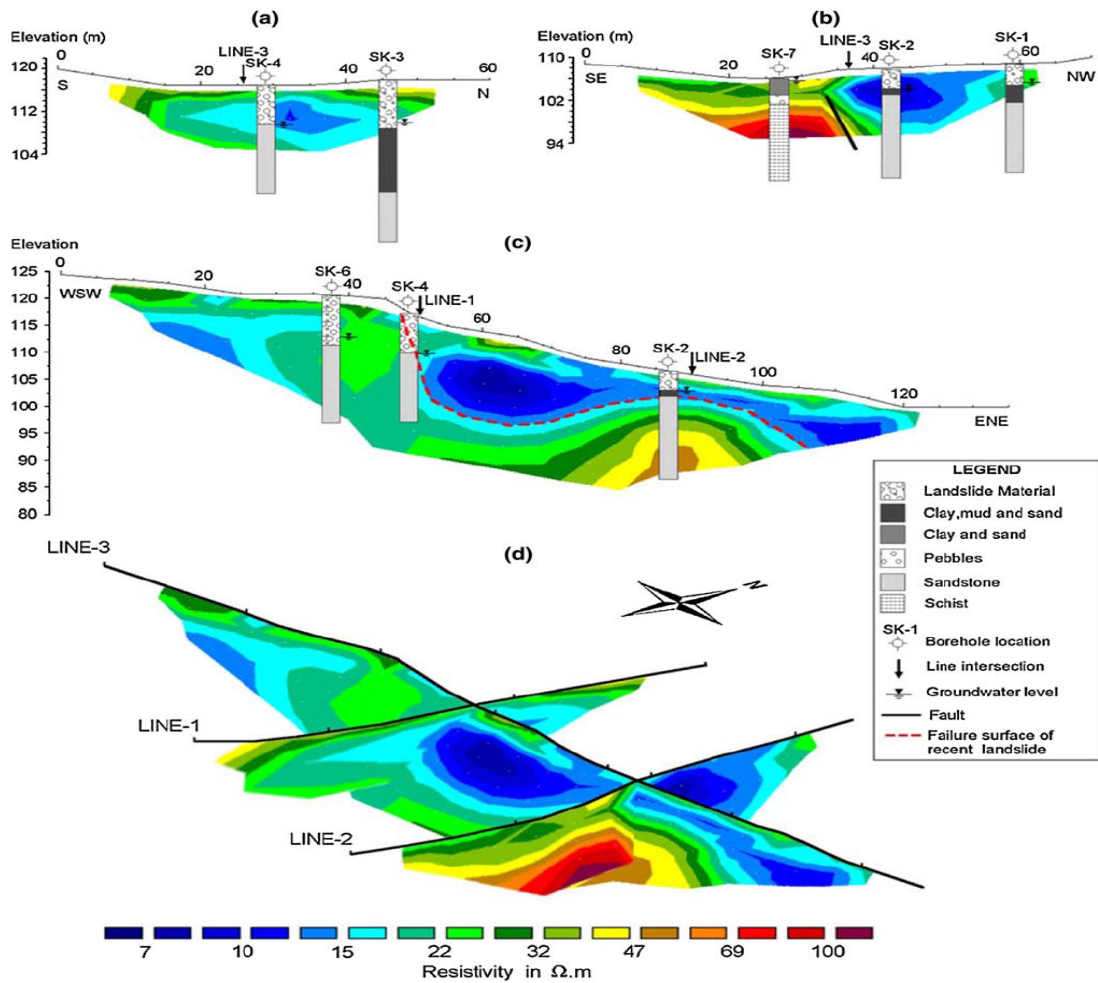 (a)
Elevation (m)
0
LINE-3
SK-4
SK-3
120
S
20
40
60
N
112
104
(b)
Elevation (m)
110
0
SE
SK-7
LINE-3
SK-2
SK-1
20
40
60
NW
102
94
(c)
Elevation
0
125
WSW
20
SK-6
40
SK-4
LINE-1
60
80
SK-2
LINE-2
100
120
ENE
120
115
110
105
100
95
90
85
80
LEGEND
Landslide Material
Clay,mud and sand
Clay and sand
Pebbles
Sandstone
Schist
SK-1
Borehole location
Line intersection
Groundwater level
Fault
Failure surface of
recent landslide
(d)
LINE-3
N
LINE-1
LINE-2
7 10 15 22 32 47 69 100
Resistivity in Ω.m